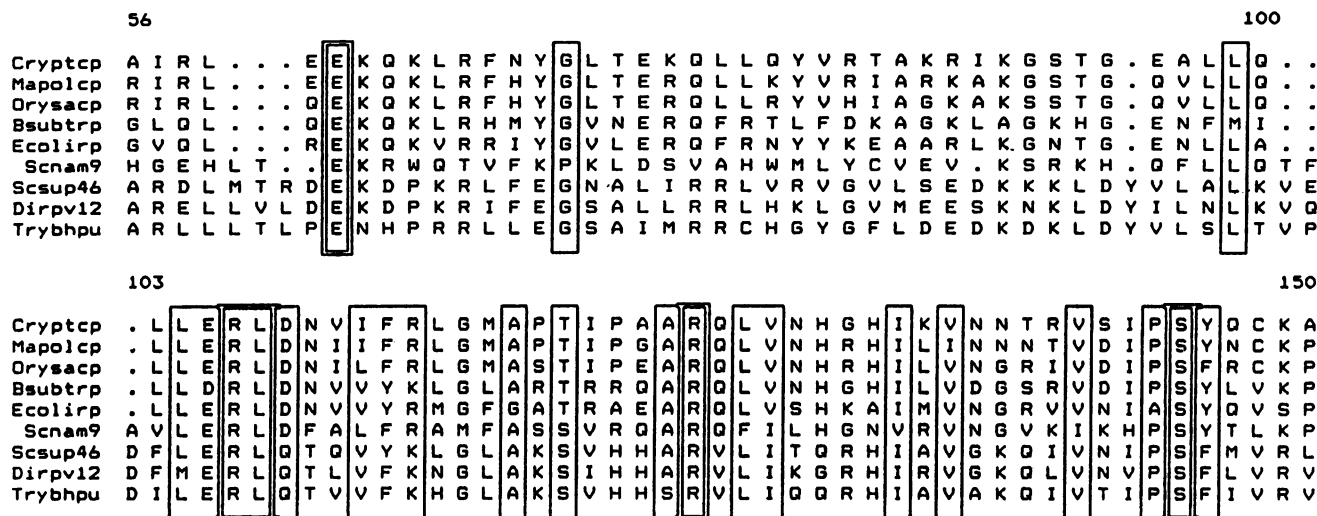 56 100
Cryptcp A I R L . . . E E K Q K L R F N Y G L T E K Q L L Q Y V R T A K R I K G S T G . E A L L Q . .
Mapolcp R I R L . . . E E K Q K L R F H Y G L T E R Q L L K Y V R I A R K A K G S T G . Q V L L Q . .
Orysacp R I R L . . . Q E K Q K L R F H Y G L T E R Q L L R Y V H I A G K A K S S T G . Q V L L Q . .
Bsubtrp G L Q L . . . Q E K Q K L R H M Y G V N E R Q F R T L F D K A G K L A G K H G . E N F M I . .
Ecolirp G V Q L . . . R E K Q K V R R I Y G V L E R Q F R N Y Y K E A A R L K G N T G . E N L L A . .
Scnam9 H G E H L T . . E K R W Q T V F K P K L D S V A H W M L Y C V E V . K S R K H . Q F L L Q T F
Scsup46 A R D L M T R D E K D P K R L F E G N A L I R R L V R V G V L S E D K K K L D Y V L A L K V E
Dirpv12 A R E L L V L D E K D P K R I F E G S A L L R R L H K L G V M E E S K N K L D Y I L N L K V Q
Trybhpu A R L L L T L P E N H P R R L L E G S A I M R R C H G Y G F L D E D K D K L D Y V L S L T V P
103 150
Cryptcp . L L E R L D N V I F R L G M A P T I P A A R Q L V N H G H I K V N N T R V S I P S Y Q C K A
Mapolcp . L L E R L D N I I F R L G M A P T I P G A R Q L V N H R H I L I N N N T V D I P S Y N C K P
Orysacp . L L E R L D N I L F R L G M A S T I P E A R Q L V N H R H I L V N G R I V D I P S F R C K P
Bsubtrp . L L D R L D N V V Y K L G L A R T R R Q A R Q L V N H G H I L V D G S R V D I P S Y L V K P
Ecolirp . L L E R L D N V V Y R M G F G A T R A E A R Q L V S H K A I M V N G R V V N I A S Y Q V S P
Scnam9 A V L E R L D F A L F R A M F A S S V R Q A R Q F I L H G N V R V N G V K I K H P S Y T L K P
Scsup46 D F L E R L Q T Q V Y K L G L A K S V H H A R V L I T Q R H I A V G K Q I V N I P S F M V R L
Dirpv12 D F M E R L Q T L V F K N G L A K S I H H A R V L I K G R H I R V G K Q L V N V P S F L V R V
Trybhpu D I L E R L Q T V V F K H G L A K S V H H S R V L I Q Q R H I A V A K Q I V T I P S F I V R V